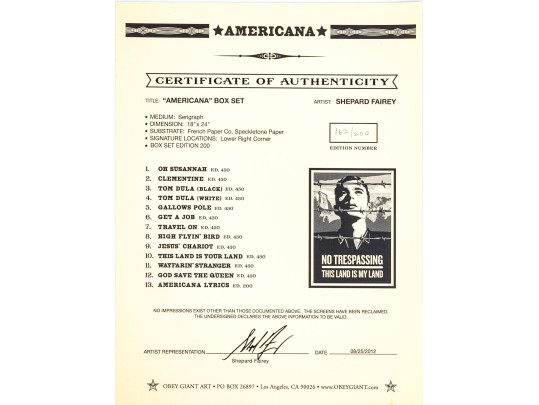 ★AMERICANA★
CERTIFICATE OF AUTHENTICITY
TITLE: "AMERICANA" BOX SET
ARTIST: SHEPARD FAIREY
• MEDIUM: Serigraph
• DIMENSION: 18" x 24"
• SUBSTRATE: French Paper Co. Speckletone Paper
• SIGNATURE LOCATIONS: Lower Right Corner
• BOX SET EDITION 200
162/200
EDITION NUMBER
1. OH SUSANNAH ED. 450
2. CLEMENTINE ED. 450
3. TOM DULA (BLACK) ED. 450
4. TOM DULA (WHITE) ED. 450
5. GALLOWS POLE ED. 450
6. GET A JOB ED. 450
7. TRAVEL ON ED. 450
8. HIGH FLYIN' BIRD ED. 450
9. JESUS' CHARIOT ED. 450
10. THIS LAND IS YOUR LAND ED. 450
11. WAYFARIN' STRANGER ED. 450
12. GOD SAVE THE QUEEN ED. 450
13. AMERICANA LYRICS ED. 200
NO TRESPASSING
THIS LAND IS MY LAND
NO IMPRESSIONS EXIST OTHER THAN THOSE DOCUMENTED ABOVE. THE SCREENS HAVE BEEN RECLAIMED.
THE UNDERSIGNED DECLARES THE ABOVE INFORMATION TO BE VALID.
ARTIST REPRESENTATION
DATE 08/25/2012
Shepard Fairey
OBEY GIANT ART • PO BOX 26897 • Los Angeles, CA 90026 • www.OBEYGIANT.com